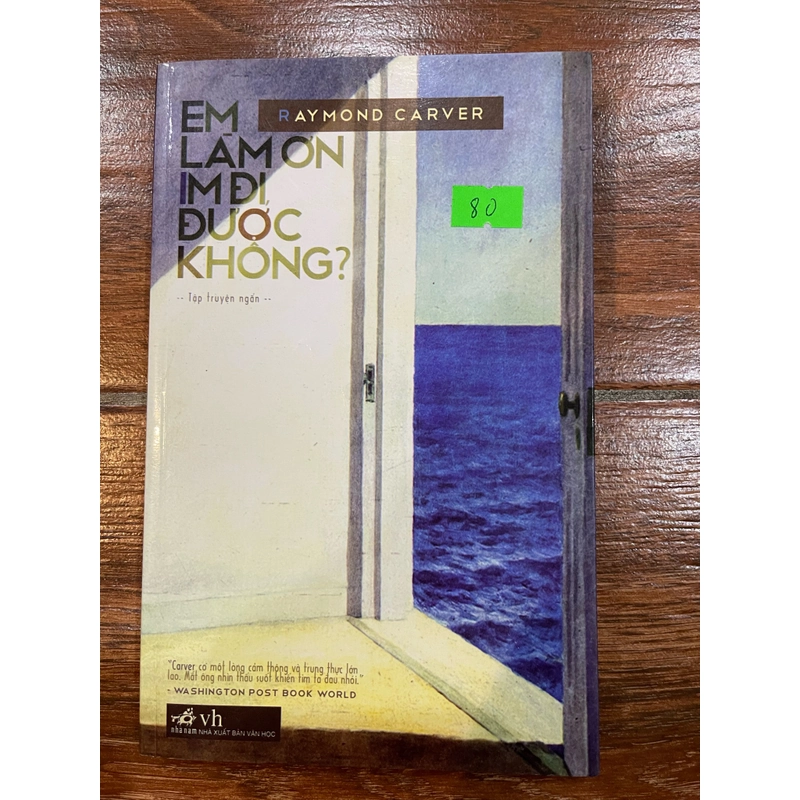 RAYMOND CARVER
EM
LÀM ƠN
IM ĐI,
ĐƯỢC
KHÔNG?
-- Tập truyện ngắn --
80
"Carver có một lòng cảm thông và trung thực lớn
lao. Mắt ông nhìn thấu suốt khiến tim ta đau nhói."
- WASHINGTON POST BOOK WORLD
nhã nam
vh
NHÀ XUẤT BẢN VĂN HỌC